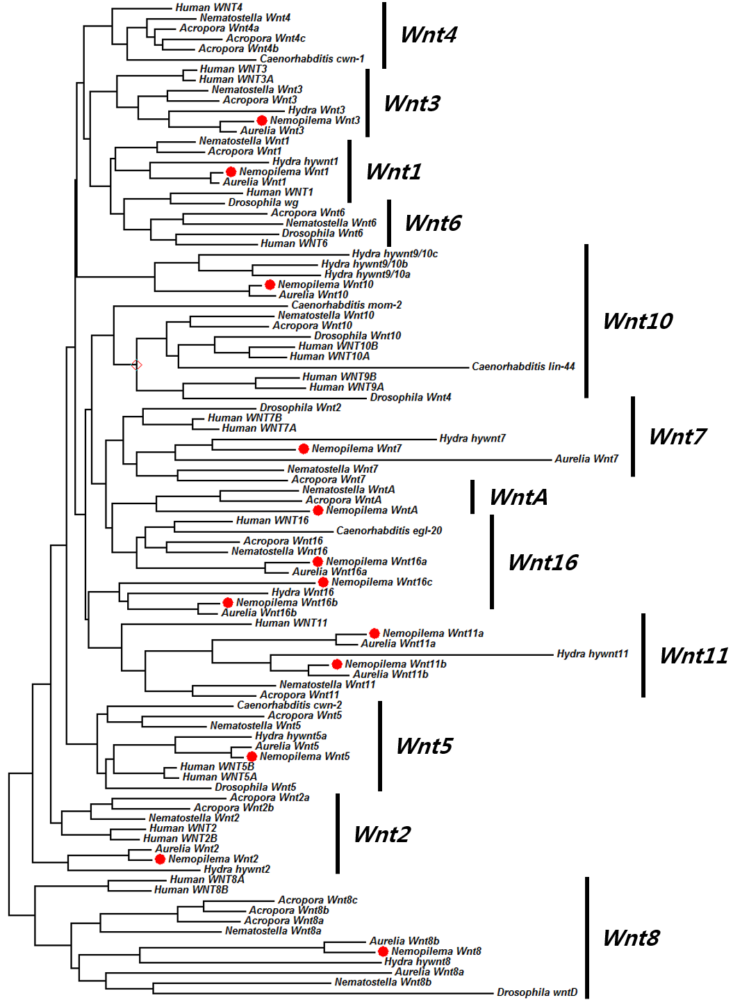 Human WNT4
Nematostella Wnt4
Acropora Wnt4a
Acropora Wnt4c
Acropora Wnt4b
Caenorhabditis cwn-1
Wnt4
Human WNT3
Human WNT3A
Nematostella Wnt3
Acropora Wnt3
Hydra Wnt3
Nemopilema Wnt3
Aurelia Wnt3
Wnt3
Nematostella Wnt1
Acropora Wnt1
Hydra hywnt1
Nemopilema Wnt1
Aurelia Wnt1
Human WNT1
Drosophila wg
Wnt1
Acropora Wnt6
Nematostella Wnt6
Drosophila Wnt6
Human WNT6
Wnt6
Hydra hywnt9/10c
Hydra hywnt9/10b
Hydra hywnt9/10a
Nemopilema Wnt10
Aurelia Wnt10
Caenorhabditis mom-2
Nematostella Wnt10
Acropora Wnt10
Drosophila Wnt10
Human WNT10B
Human WNT10A
Caenorhabditis lin-44
Human WNT9B
Human WNT9A
Drosophila Wnt4
Wnt10
Drosophila Wnt2
Human WNT7B
Human WNT7A
Hydra hywnt7
Nemopilema Wnt7
Aurelia Wnt7
Nematostella Wnt7
Acropora Wnt7
Wnt7
Nematostella WntA
Acropora WntA
Nemopilema WntA
WntA
Human WNT16
Caenorhabditis egl-20
Acropora Wnt16
Nematostella Wnt16
Nemopilema Wnt16a
Aurelia Wnt16a
Nemopilema Wnt16c
Hydra Wnt16
Nemopilema Wnt16b
Aurelia Wnt16b
Wnt16
Human WNT11
Nemopilema Wnt11a
Aurelia Wnt11a
Hydra hywnt11
Nemopilema Wnt11b
Aurelia Wnt11b
Nematostella Wnt11
Acropora Wnt11
Wnt11
Caenorhabditis cwn-2
Acropora Wnt5
Nematostella Wnt5
Hydra hywnt5a
Aurelia Wnt5
Nemopilema Wnt5
Human WNT5B
Human WNT5A
Drosophila Wnt5
Wnt5
Acropora Wnt2a
Acropora Wnt2b
Nematostella Wnt2
Human WNT2
Human WNT2B
Aurelia Wnt2
Nemopilema Wnt2
Hydra hywnt2
Wnt2
Human WNT8A
Human WNT8B
Acropora Wnt8c
Acropora Wnt8b
Acropora Wnt8a
Nematostella Wnt8a
Aurelia Wnt8b
Nemopilema Wnt8
Hydra hywnt8
Aurelia Wnt8a
Nematostella Wnt8b
Drosophila wntD
Wnt8